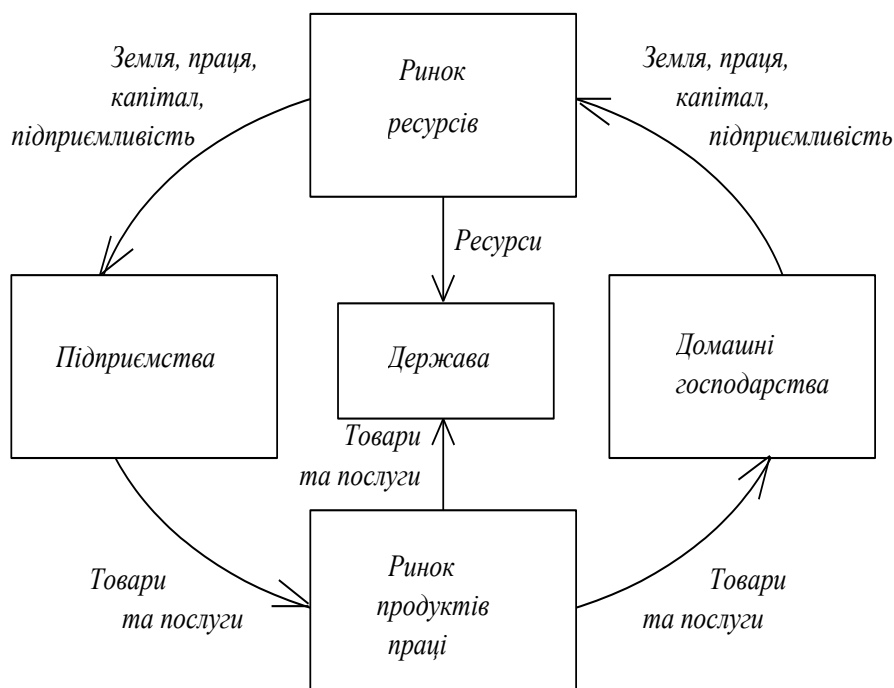 Земля, праця,
капітал,
підприємливість
Ринок
ресурсів
Земля, праця,
капітал,
підприємливість
Ресурси
Підприємства
Держава
Домашні
господарства
Товари
та послуги
Товари
та послуги
Ринок
продуктів
праці
Товари
та послуги